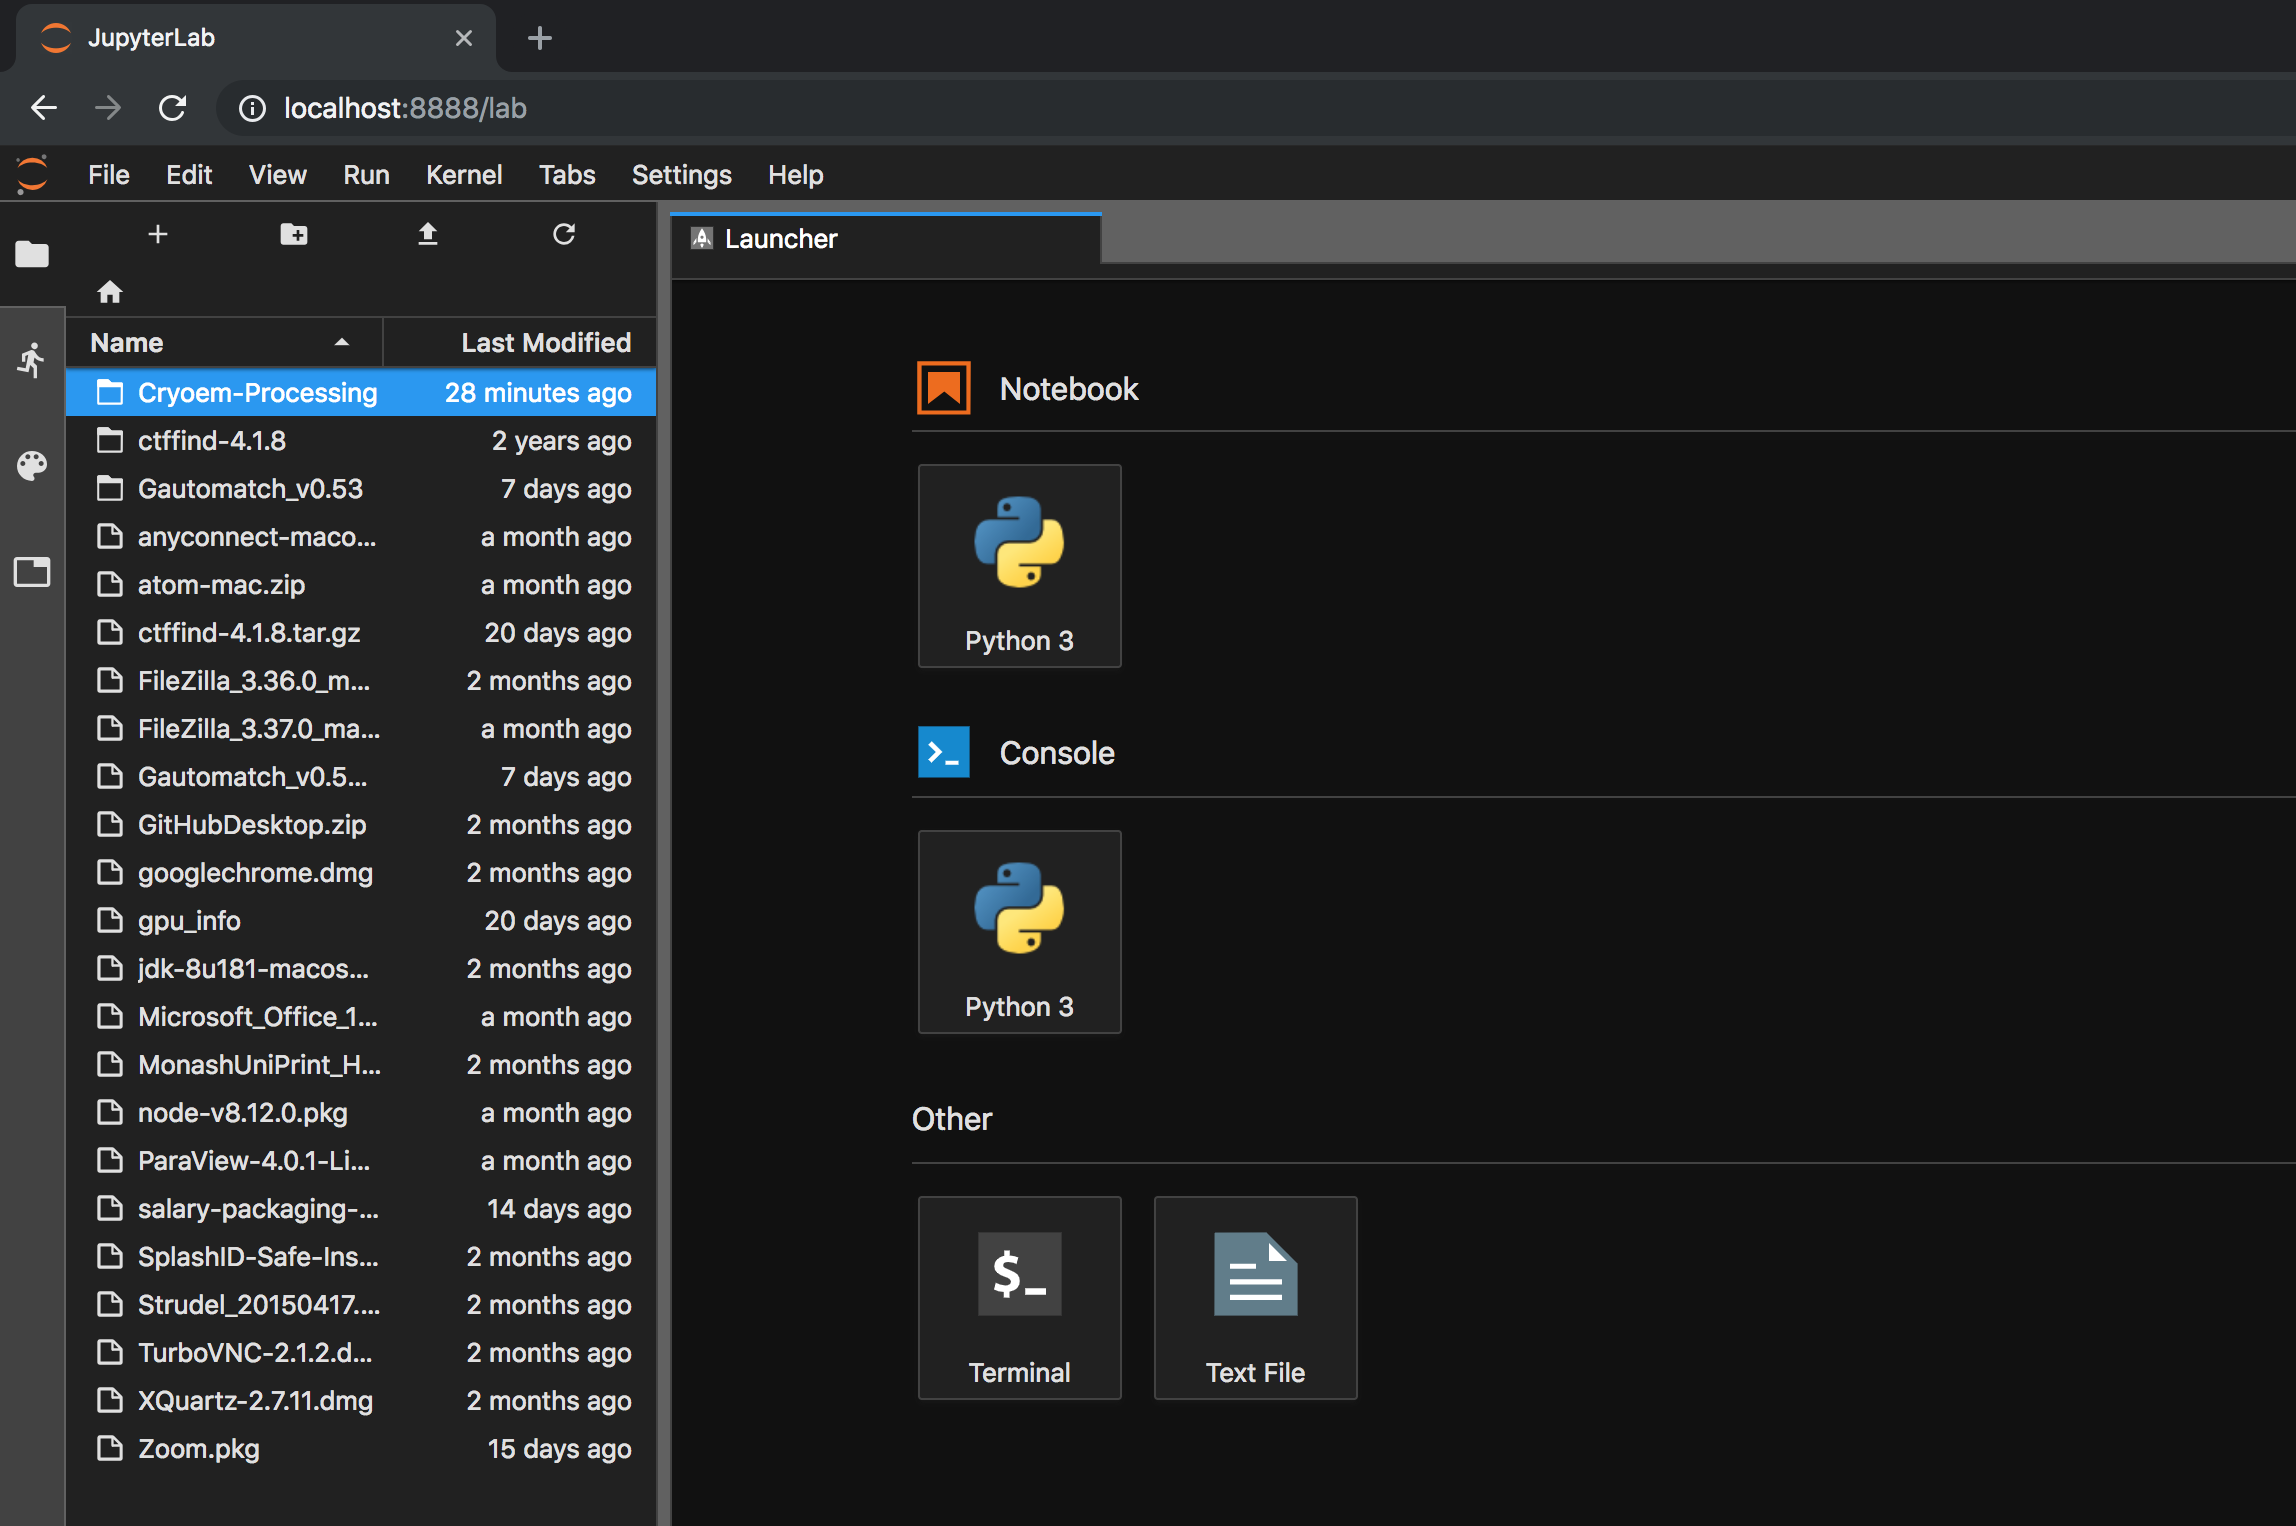 JupyterLab
localhost:8888/lab
File Edit View Run Kernel Tabs Settings Help
Launcher
Name Last Modified
Cryoem-Processing 28 minutes ago
ctffind-4.1.8 2 years ago
Gautomatch_v0.53 7 days ago
anyconnect-maco... a month ago
atom-mac.zip a month ago
ctffind-4.1.8.tar.gz 20 days ago
FileZilla_3.36.0_m... 2 months ago
FileZilla_3.37.0_ma... a month ago
Gautomatch_v0.5... 7 days ago
GitHubDesktop.zip 2 months ago
googlechrome.dmg 2 months ago
gpu_info 20 days ago
jdk-8u181-macos... 2 months ago
Microsoft_Office_1... a month ago
MonashUniPrint_H... 2 months ago
node-v8.12.0.pkg a month ago
ParaView-4.0.1-Li... a month ago
salary-packaging-... 14 days ago
SplashID-Safe-Ins... 2 months ago
Strudel_20150417.... 2 months ago
TurboVNC-2.1.2.d... 2 months ago
XQuartz-2.7.11.dmg 2 months ago
Zoom.pkg 15 days ago
Notebook
Python 3
Console
>_
Python 3
Other
$_
Terminal Text File